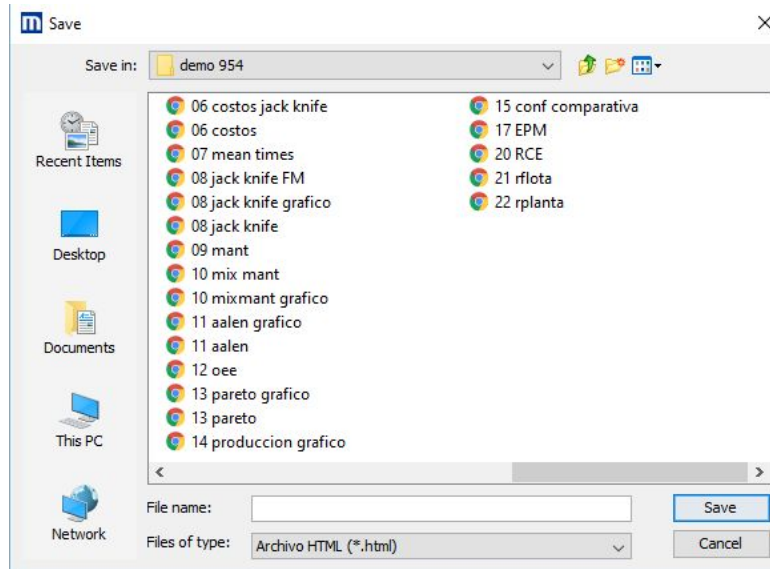 Save
Save in:
demo 954
Recent Items
Desktop
Documents
This PC
Network
06 costos jack knife
06 costos
07 mean times
08 jack knife FM
08 jack knife grafico
08 jack knife
09 mant
10 mix mant
10 mixmant grafico
11 aalen grafico
11 aalen
12 oee
13 pareto grafico
13 pareto
14 produccion grafico
15 conf comparativa
17 EPM
20 RCE
21 rflota
22 rplanta
File name:
Save
Files of type:
Archivo HTML (*.html)
Cancel